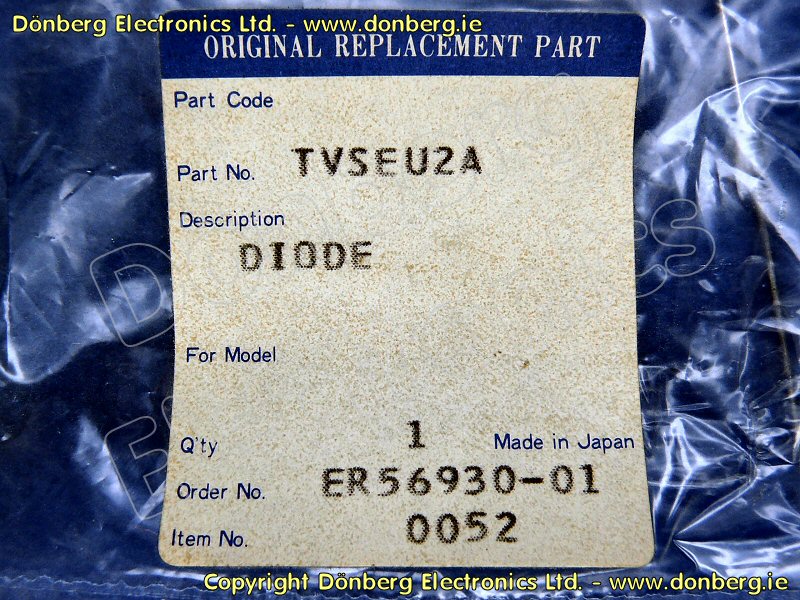 Dönberg Electronics Ltd. - www.donberg.ie
ORIGINAL REPLACEMENT PART
Part Code
Part No. TVSEU2A
Description
DIODE
For Model
Q'ty 1 Made in Japan
Order No. ER56930-01
Item No. 0052
Copyright Dönberg Electronics Ltd. - www.donberg.ie